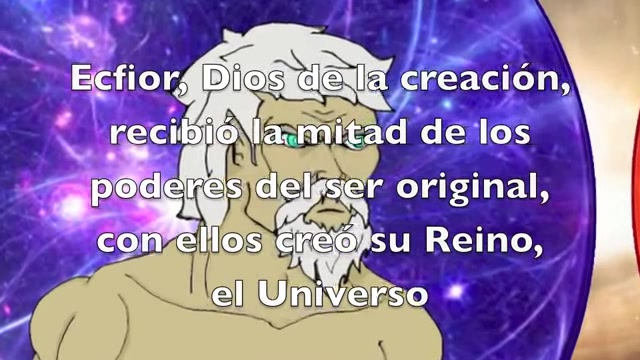 Ecfior, Dios de la creación,
recibió la mitad de los
poderes del ser original,
con ellos creó su Reino,
el Universo